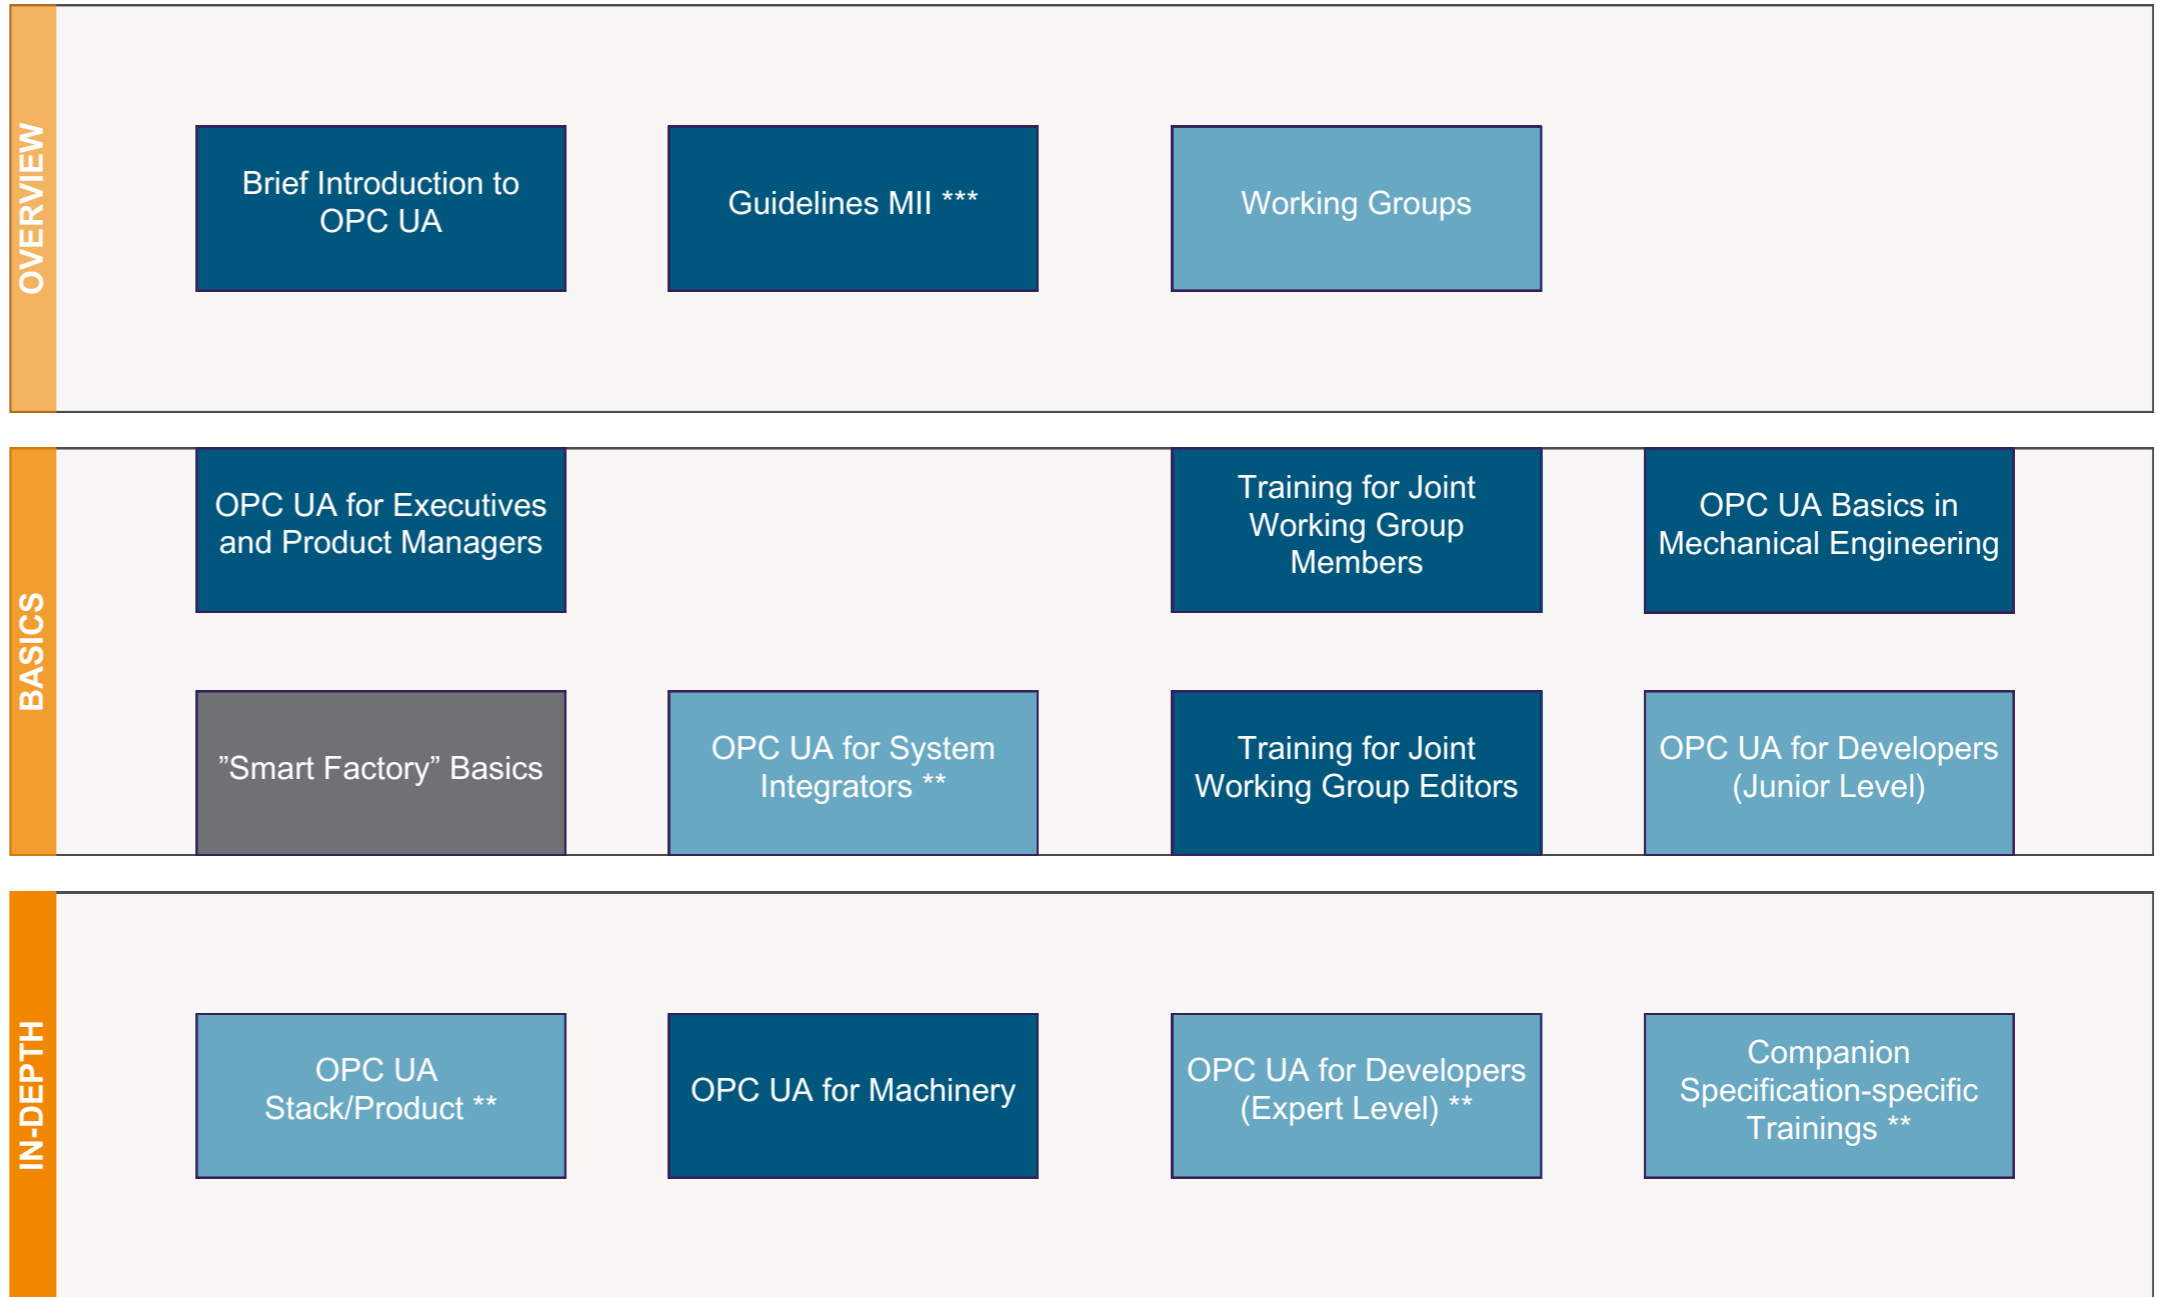 OVERVIEW
Brief Introduction to
OPC UA
Guidelines MII ***
Working Groups
BASICS
OPC UA for Executives
and Product Managers
Training for Joint
Working Group
Members
OPC UA Basics in
Mechanical Engineering
”Smart Factory” Basics
OPC UA for System
Integrators **
Training for Joint
Working Group Editors
OPC UA for Developers
(Junior Level)
IN-DEPTH
OPC UA
Stack/Product **
OPC UA for Machinery
OPC UA for Developers
(Expert Level) **
Companion
Specification-specific
Trainings **